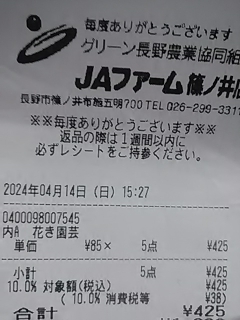 毎度ありがとうございます
グリーン長野農業協同組
JAファーム篠ノ井
長野市篠ノ井布施五明700 TEL 026-299-331
※※毎度ありがとうございます※※
返品の際は1週間以内に
必ずレシートをご持参ください。
2024年04月14日(日) 15:27
0400098007545
内A 花き園芸
単価 ¥85× 5点 ¥425
小計 5点 ¥425
10.0% 対象額(税込) ¥425
(10.0% 消費税等 ¥38)
合計 ¥425